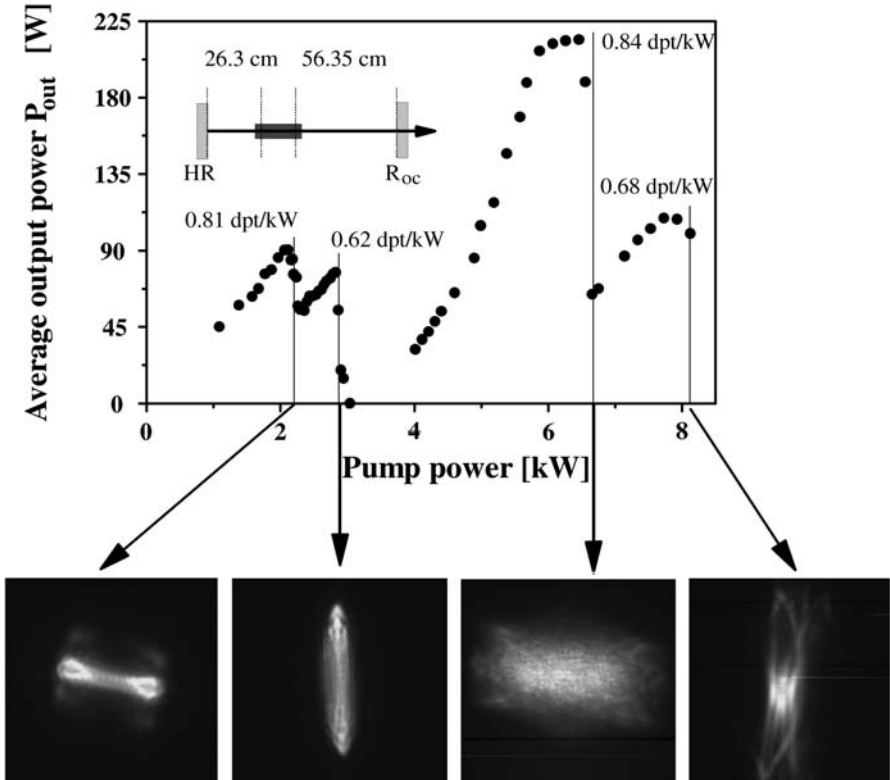 Average output power P_out [W]
225
180
135
90
45
0
26.3 cm 56.35 cm
HR R_oc
0.81 dpt/kW
0.62 dpt/kW
0.84 dpt/kW
0.68 dpt/kW
0 2 4 6 8
Pump power [kW]